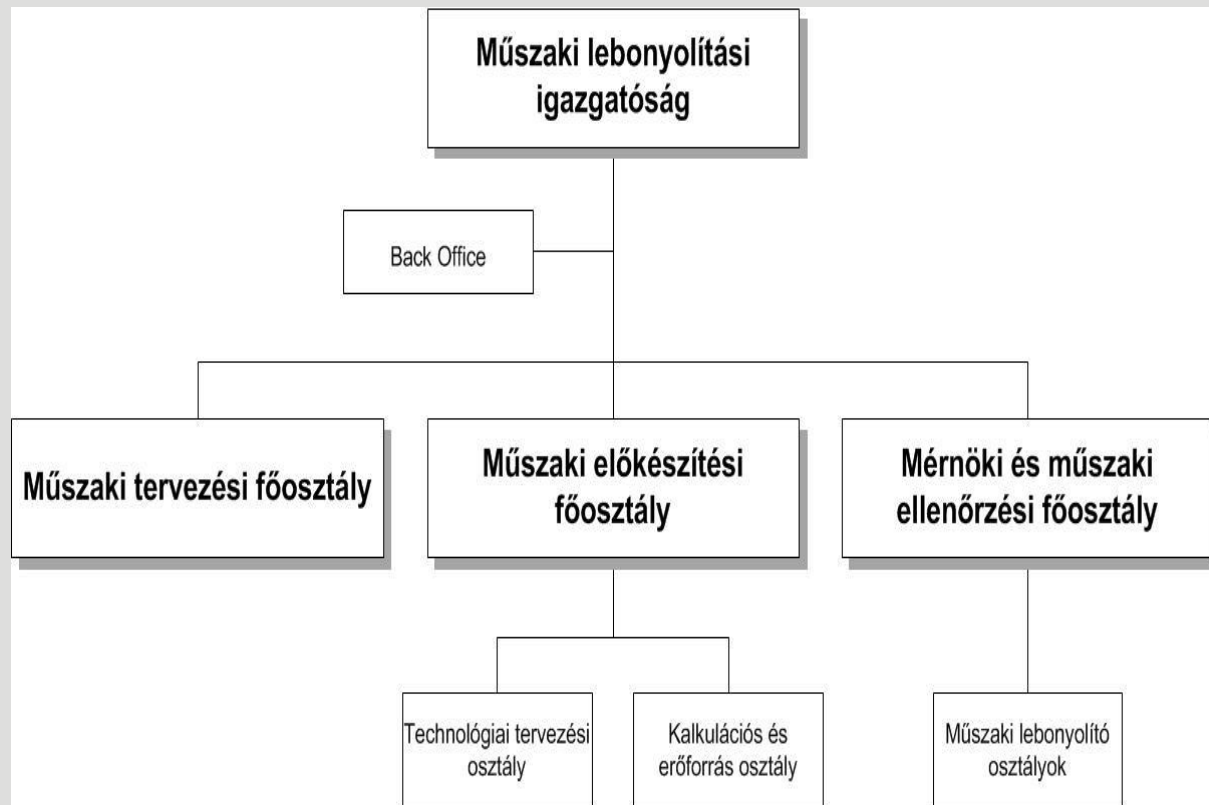 Műszaki lebonyolítási
igazgatóság
Back Office
Műszaki tervezési főosztály
Műszaki előkészítési
főosztály
Mérnöki és műszaki
ellenőrzési főosztály
Technológiai tervezési
osztály
Kalkulációs és
erőforrás osztály
Műszaki lebonyolító
osztályok